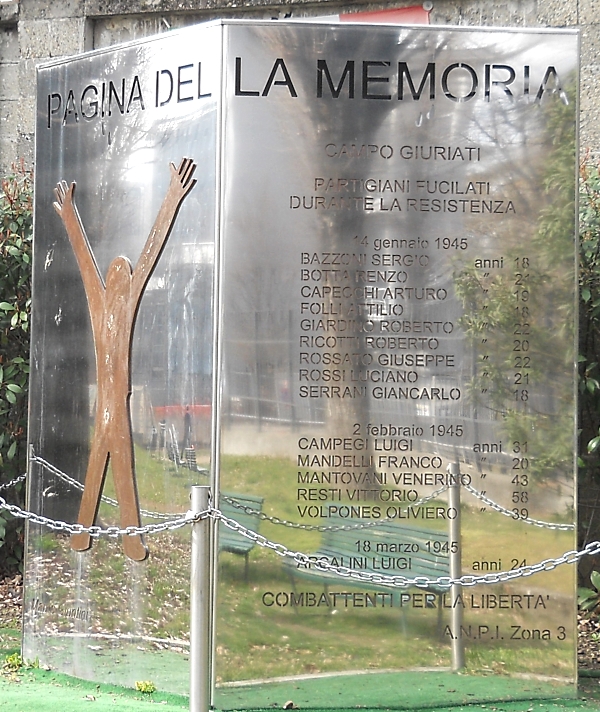 PAGINA DELLA MEMORIA
CAMPO GIURIATI
PARTIGIANI FUCILATI
DURANTE LA RESISTENZA
14 gennaio 1945
BAZZONI SERGIO anni 18
BOTTA RENZO " 21
CAPECCHI ARTURO " 19
FOLLI ATTILIO " 18
GIARDINO ROBERTO " 22
RICOTTI ROBERTO " 20
ROSSATO GIUSEPPE " 22
ROSSI LUCIANO " 21
SERRANI GIANCARLO " 18
2 febbraio 1945
CAMPEGI LUIGI anni 31
MANDELLI FRANCO " 20
MANTOVANI VENERINO " 43
RESTI VITTORIO " 58
VOLPONES OLIVIERO " 39
18 marzo 1945
ARCALINI LUIGI anni 24
COMBATTENTI PER LA LIBERTA'
A.N.P.I. Zona 3